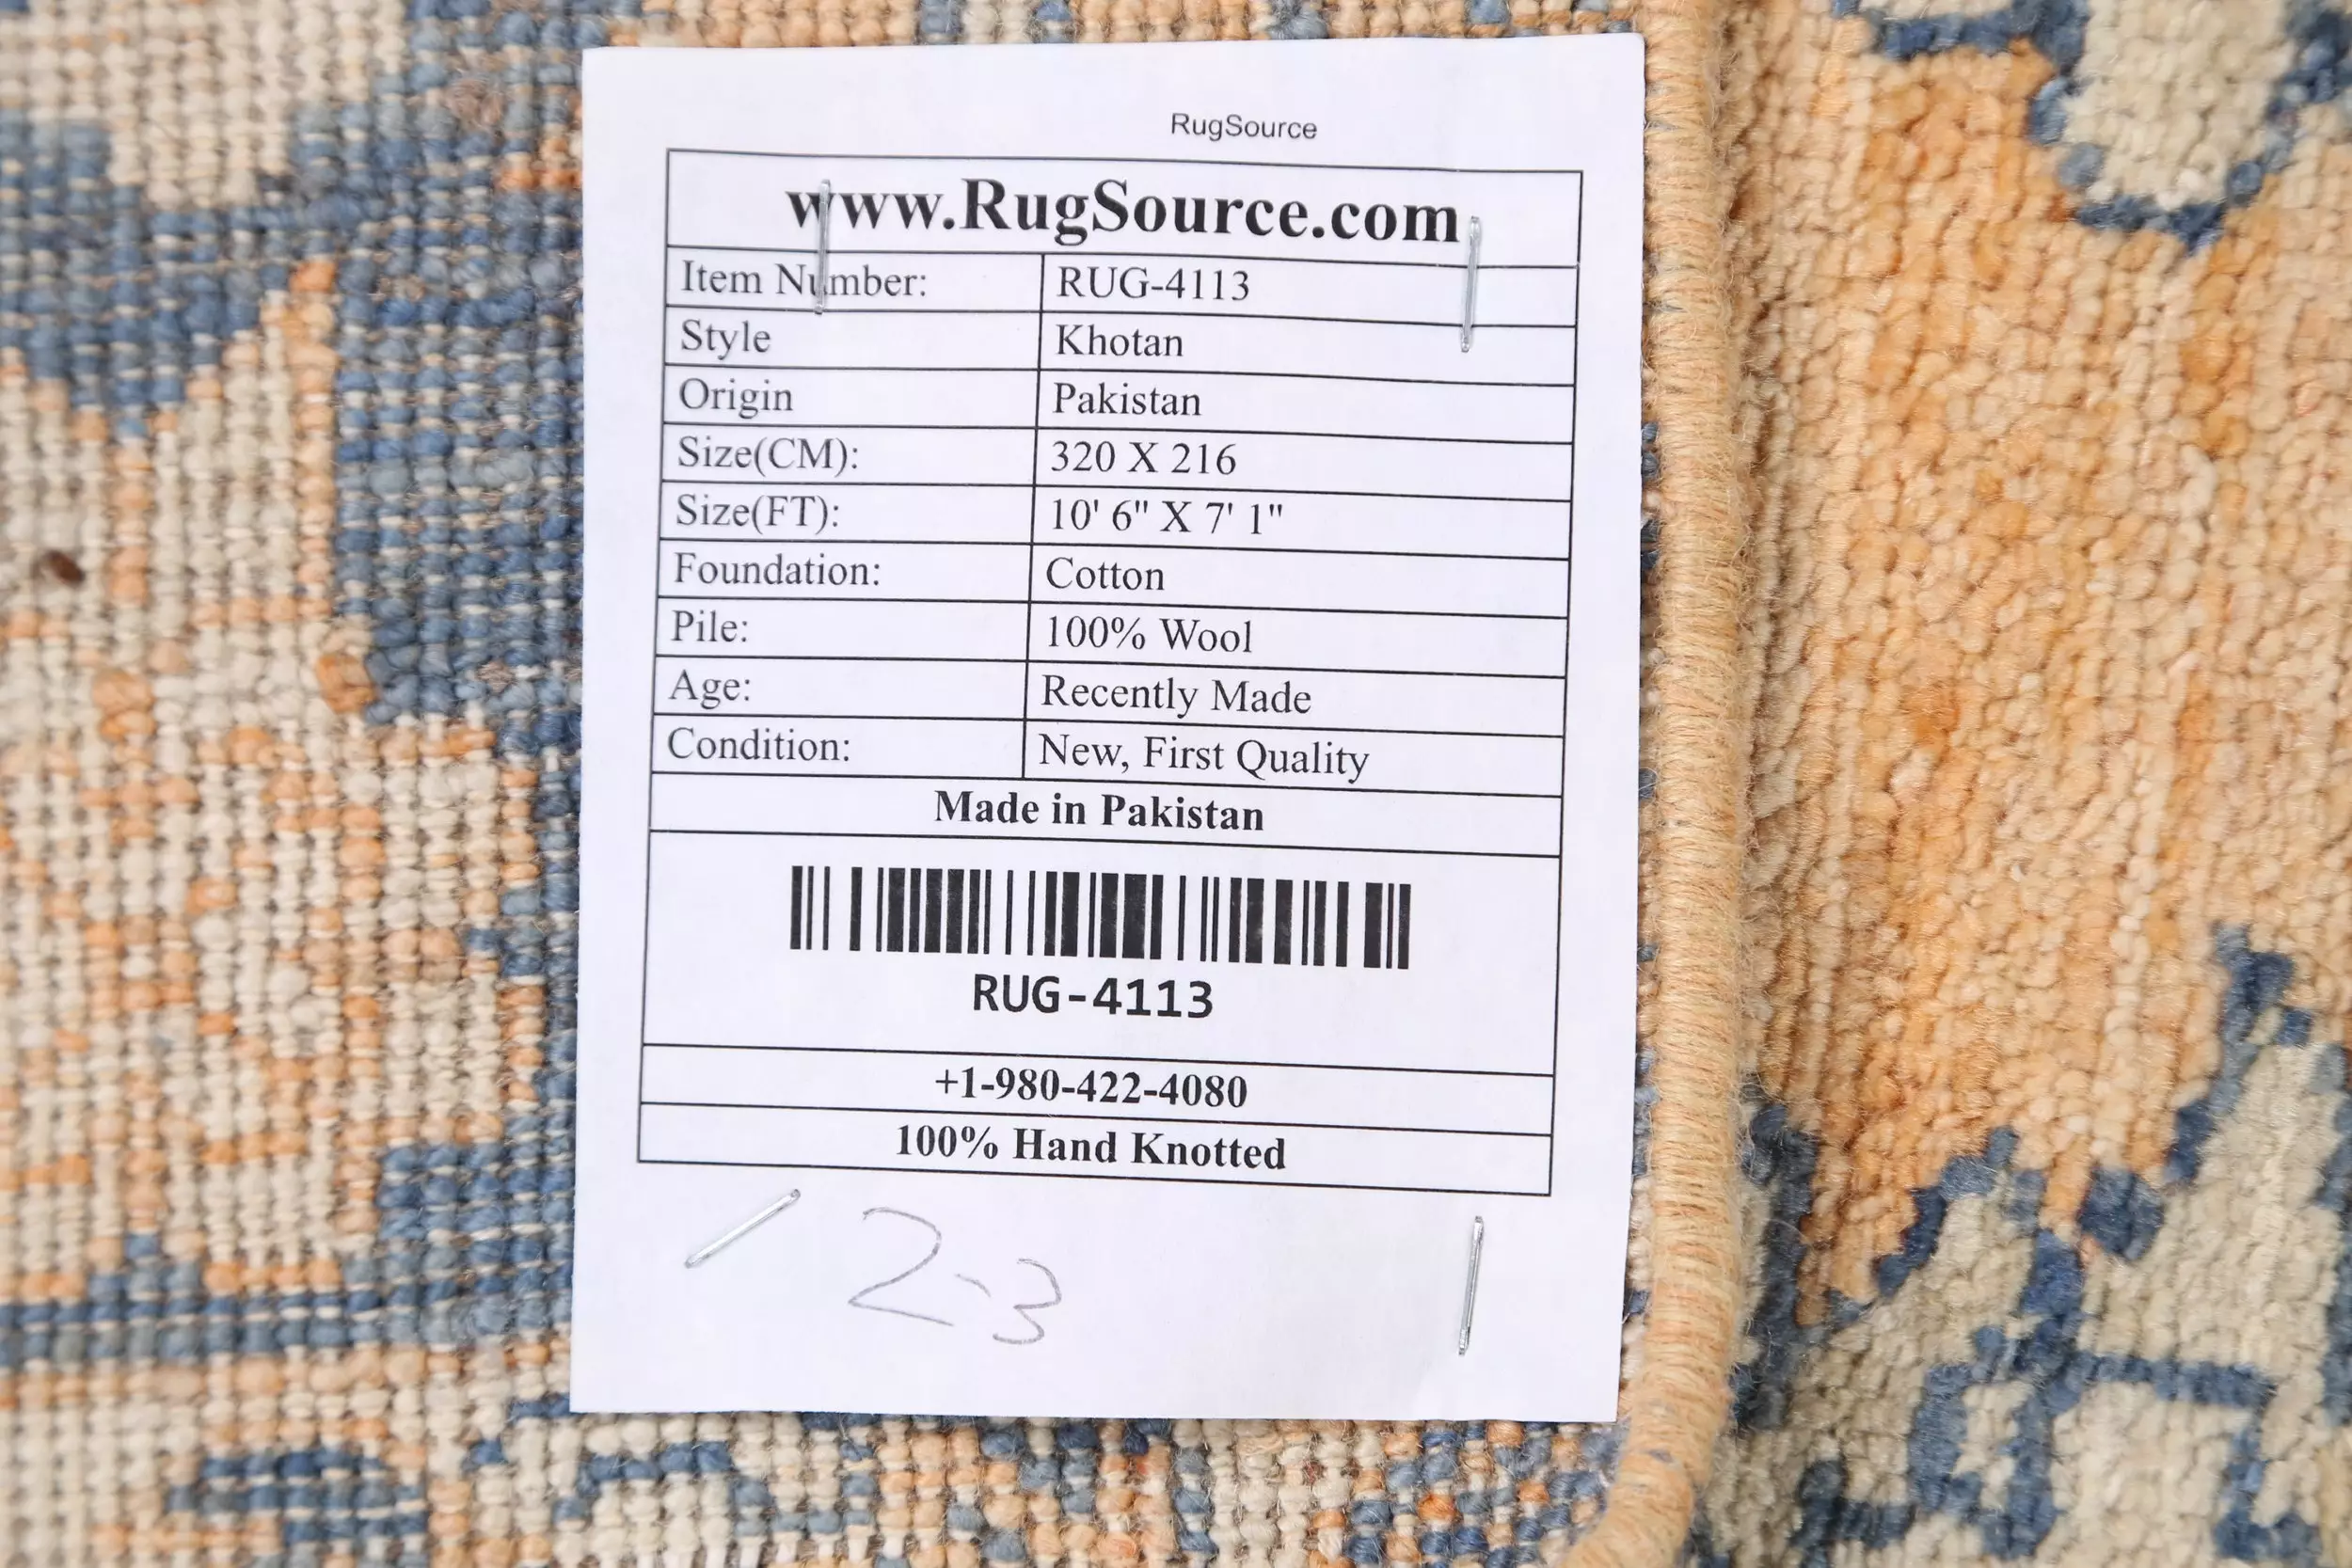 RugSource
www.RugSource.com
Item Number: RUG-4113
Style Khotan
Origin Pakistan
Size(CM): 320 X 216
Size(FT): 10' 6" X 7' 1"
Foundation: Cotton
Pile: 100% Wool
Age: Recently Made
Condition: New, First Quality
Made in Pakistan
RUG-4113
+1-980-422-4080
100% Hand Knotted
2-3